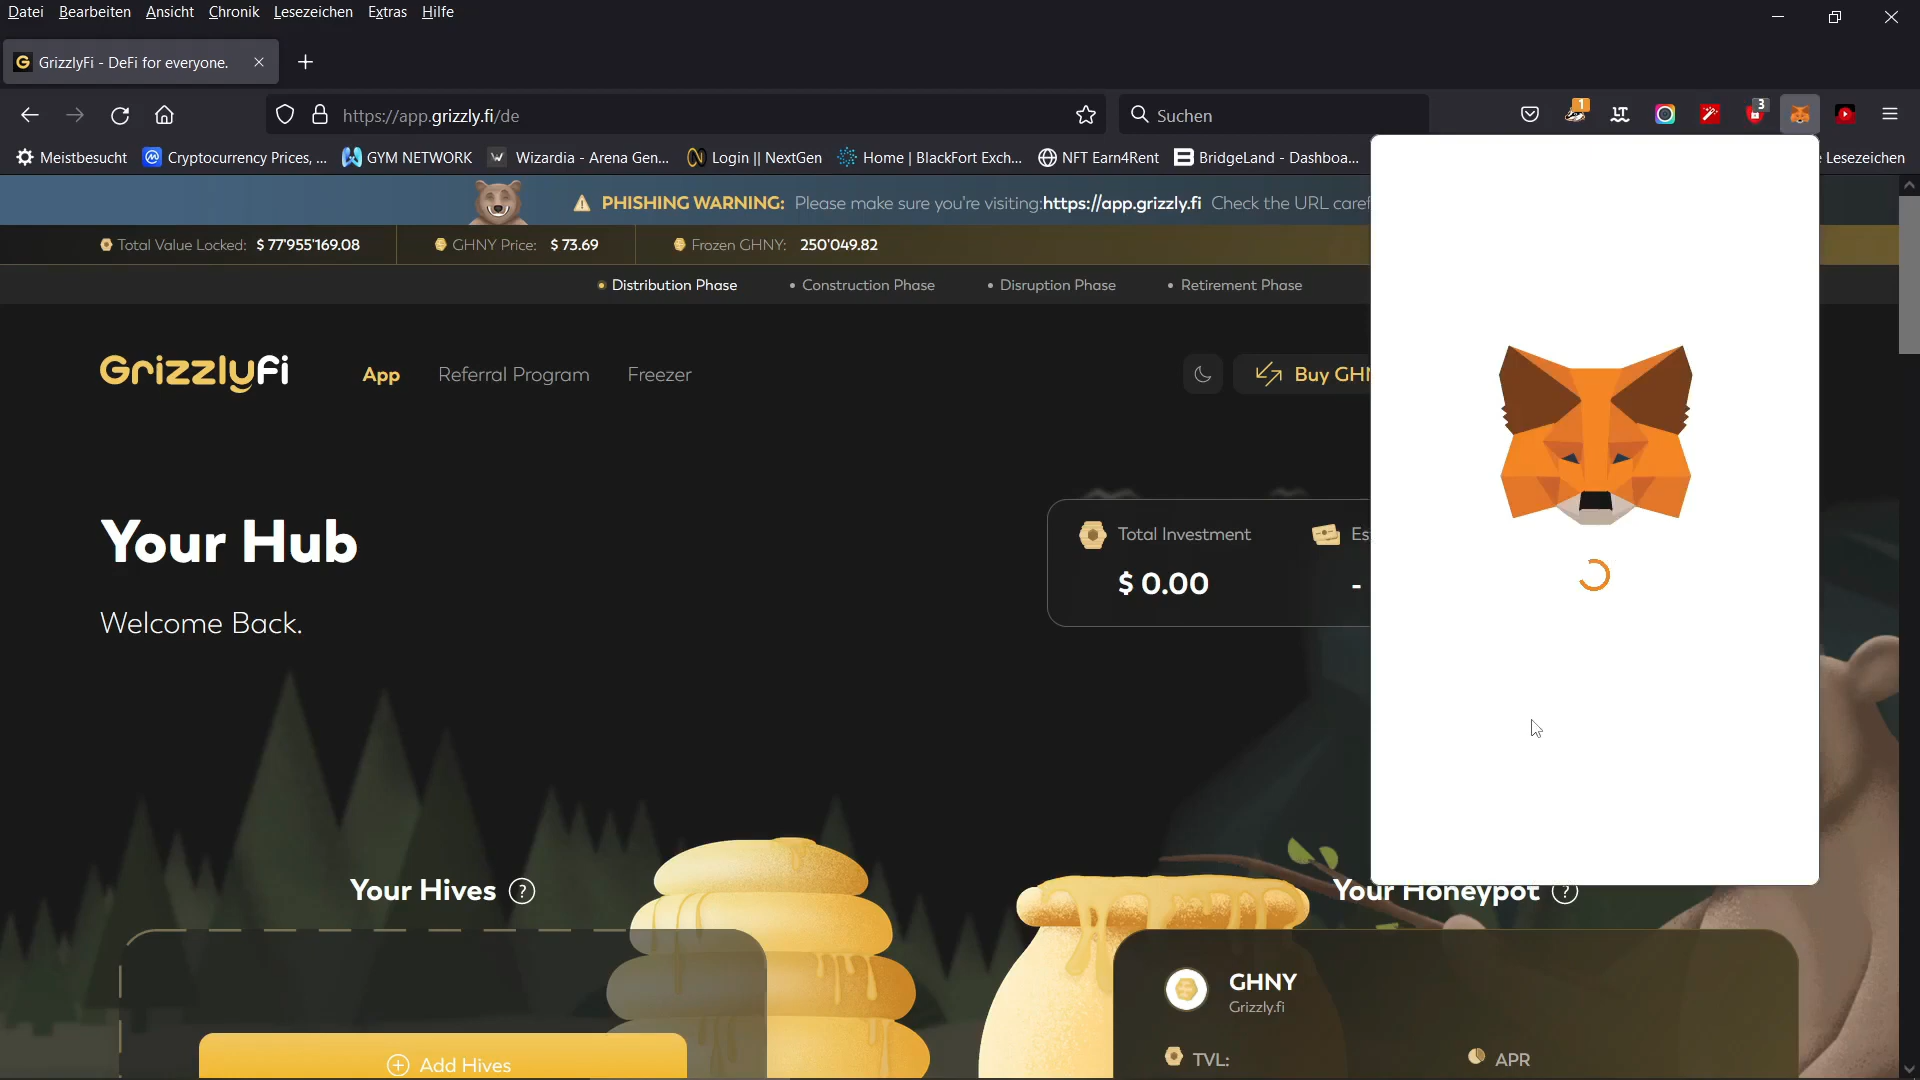 Datei Bearbeiten Ansicht Chronik Lesezeichen Extras Hilfe
G GrizzlyFi - DeFi for everyone.
https://app.grizzly.fi/de
Suchen
1
LT
3
Meistbesucht Cryptocurrency Prices, ... GYM NETWORK W Wizardia - Arena Gen... Login || NextGen Home | BlackFort Exch... NFT Earn4Rent BridgeLand - Dashboa... Lesezeichen
PHISHING WARNING: Please make sure you're visiting:https://app.grizzly.fi Check the URL caref
Total Value Locked: $ 77'955'169.08 GHNY Price: $ 73.69 Frozen GHNY: 250'049.82
Distribution Phase Construction Phase Disruption Phase Retirement Phase
GrizzlyFi App Referral Program Freezer Buy GHN
Your Hub
Welcome Back.
Total Investment Es
$ 0.00 -
Your Hives ? Your Honeypot ?
GHNY
Grizzly.fi
Add Hives
TVL: APR